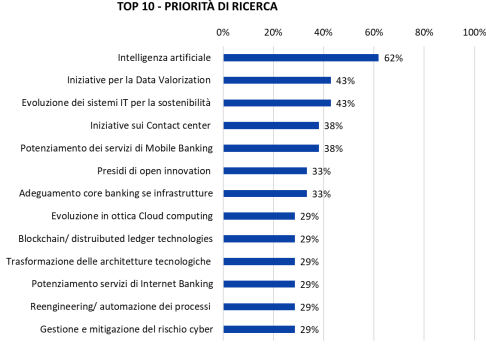 TOP 10 - PRIORITÀ DI RICERCA
0% 20% 40% 60% 80% 100%
Intelligenza artificiale 62%
Iniziative per la Data Valorization 43%
Evoluzione dei sistemi IT per la sostenibilità 43%
Iniziative sui Contact center 38%
Potenziamento dei servizi di Mobile Banking 38%
Presidi di open innovation 33%
Adeguamento core banking se infrastrutture 33%
Evoluzione in ottica Cloud computing 29%
Blockchain/ distruibuted ledger technologies 29%
Trasformazione delle architetture tecnologiche 29%
Potenziamento servizi di Internet Banking 29%
Reengineering/ automazione dei processi 29%
Gestione e mitigazione del rischio cyber 29%